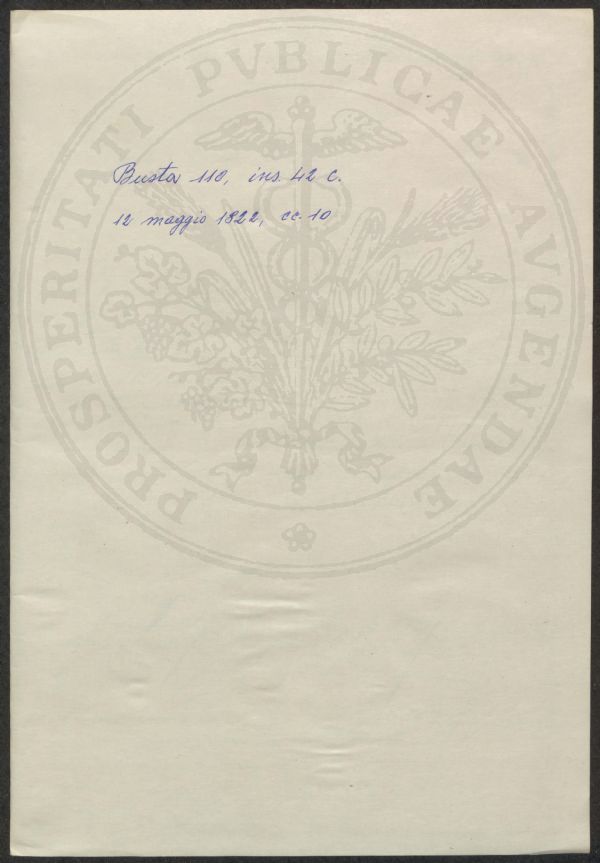 PROSPERITATI PVBLICAE AVGENDAE
Busta 110, ins. 42 C.
12 maggio 1822, cc. 10